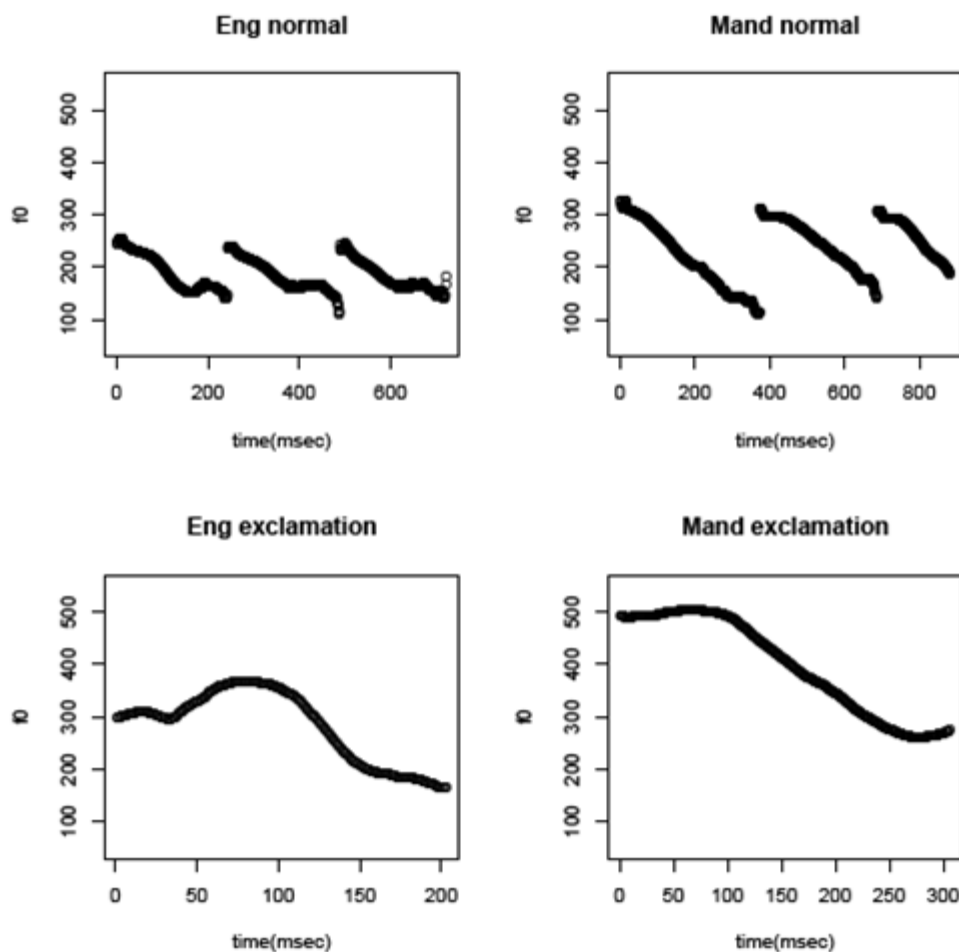 Eng normal
Mand normal
f0
500
400
300
200
100
0 200 400 600
time(msec)
f0
500
400
300
200
100
0 200 400 600 800
time(msec)
Eng exclamation
Mand exclamation
f0
500
400
300
200
100
0 50 100 150 200
time(msec)
f0
500
400
300
200
100
0 50 100 150 200 250 300
time(msec)